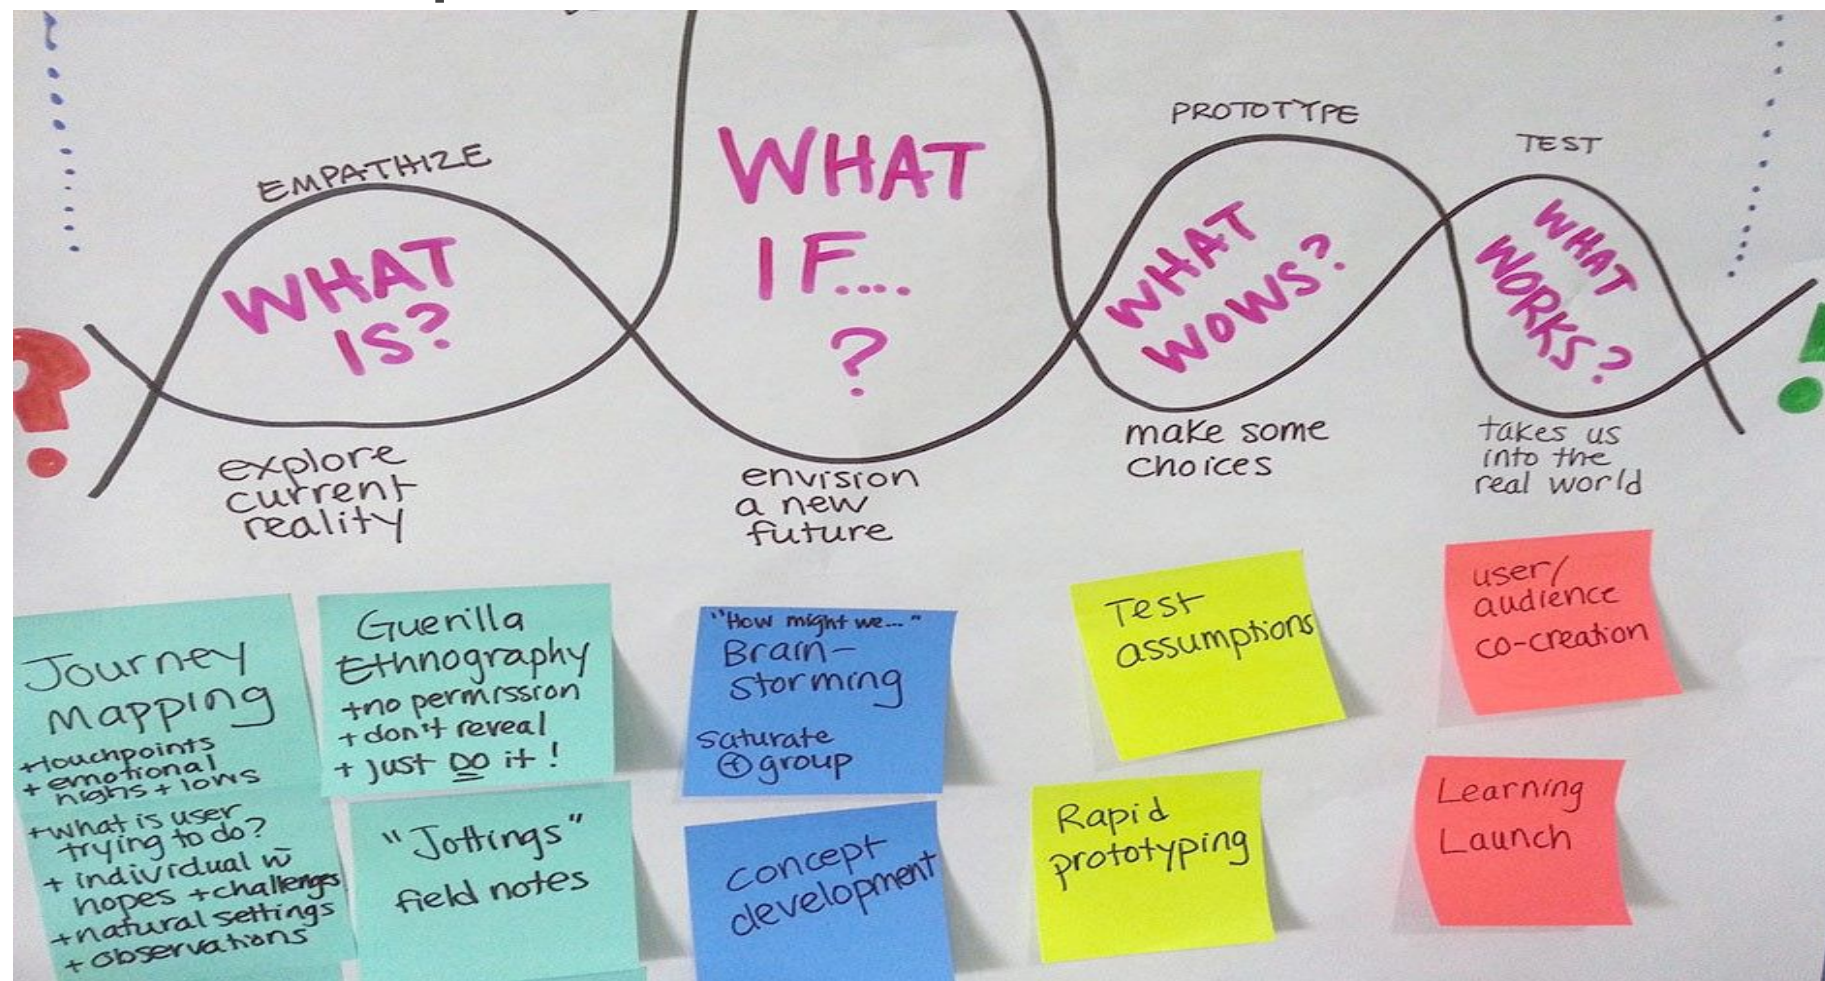 EMPATHIZE
WHAT
IS?
explore
current
reality
WHAT
IF....
?
envision
a new
future
PROTOTYPE
WHAT
WOWS?
make some
choices
TEST
WHAT
WORKS?
takes us
into the
real world
?
!
Journey
Mapping
+touchpoints
+ emotional
highs + lows
+what is user
trying to do?
+ individual w̄
hopes + challenges
+natural settings
+ observations
Guerilla
Ethnography
+no permission
+ don't reveal
+ just DO it!
"Jottings"
field notes
"How might we..."
Brain-
storming
saturate
+ group
concept
development
Test
assumptions
Rapid
prototyping
user/
audience
co-creation
Learning
Launch